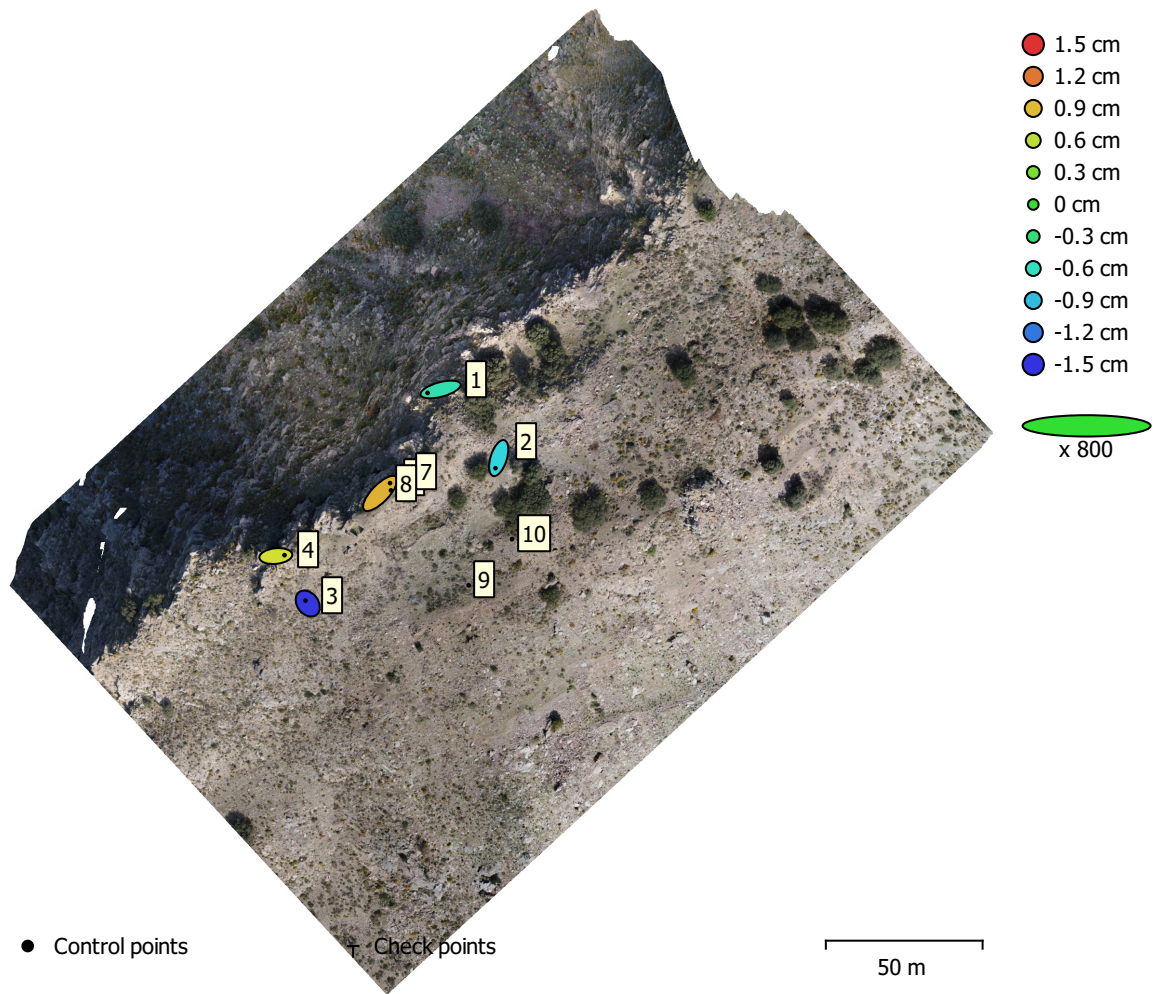 1.5 cm
1.2 cm
0.9 cm
0.6 cm
0.3 cm
0 cm
-0.3 cm
-0.6 cm
-0.9 cm
-1.2 cm
-1.5 cm
x 800
1
2
7
8
10
4
9
3
Control points
Check points
50 m